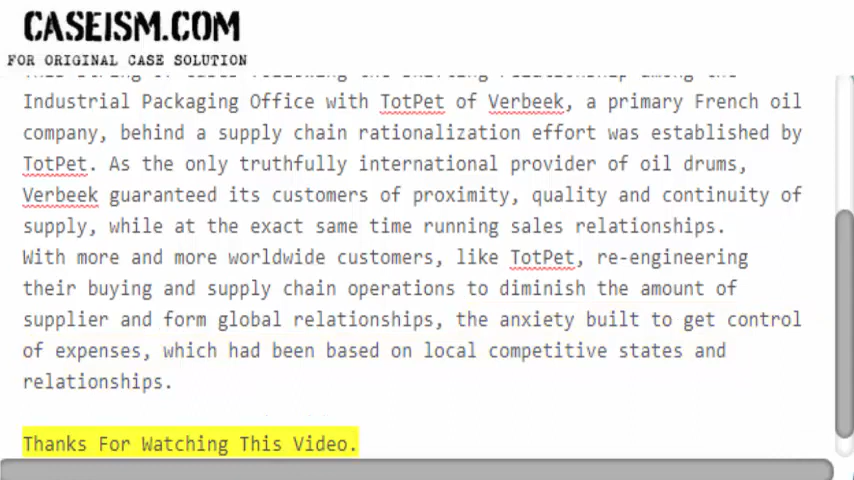 CASEISM.COM
FOR ORIGINAL CASE SOLUTION
Industrial Packaging Office with TotPet of Verbeek, a primary French oil
company, behind a supply chain rationalization effort was established by
TotPet. As the only truthfully international provider of oil drums,
Verbeek guaranteed its customers of proximity, quality and continuity of
supply, while at the exact same time running sales relationships.
With more and more worldwide customers, like TotPet, re-engineering
their buying and supply chain operations to diminish the amount of
supplier and form global relationships, the anxiety built to get control
of expenses, which had been based on local competitive states and
relationships.
Thanks For Watching This Video.